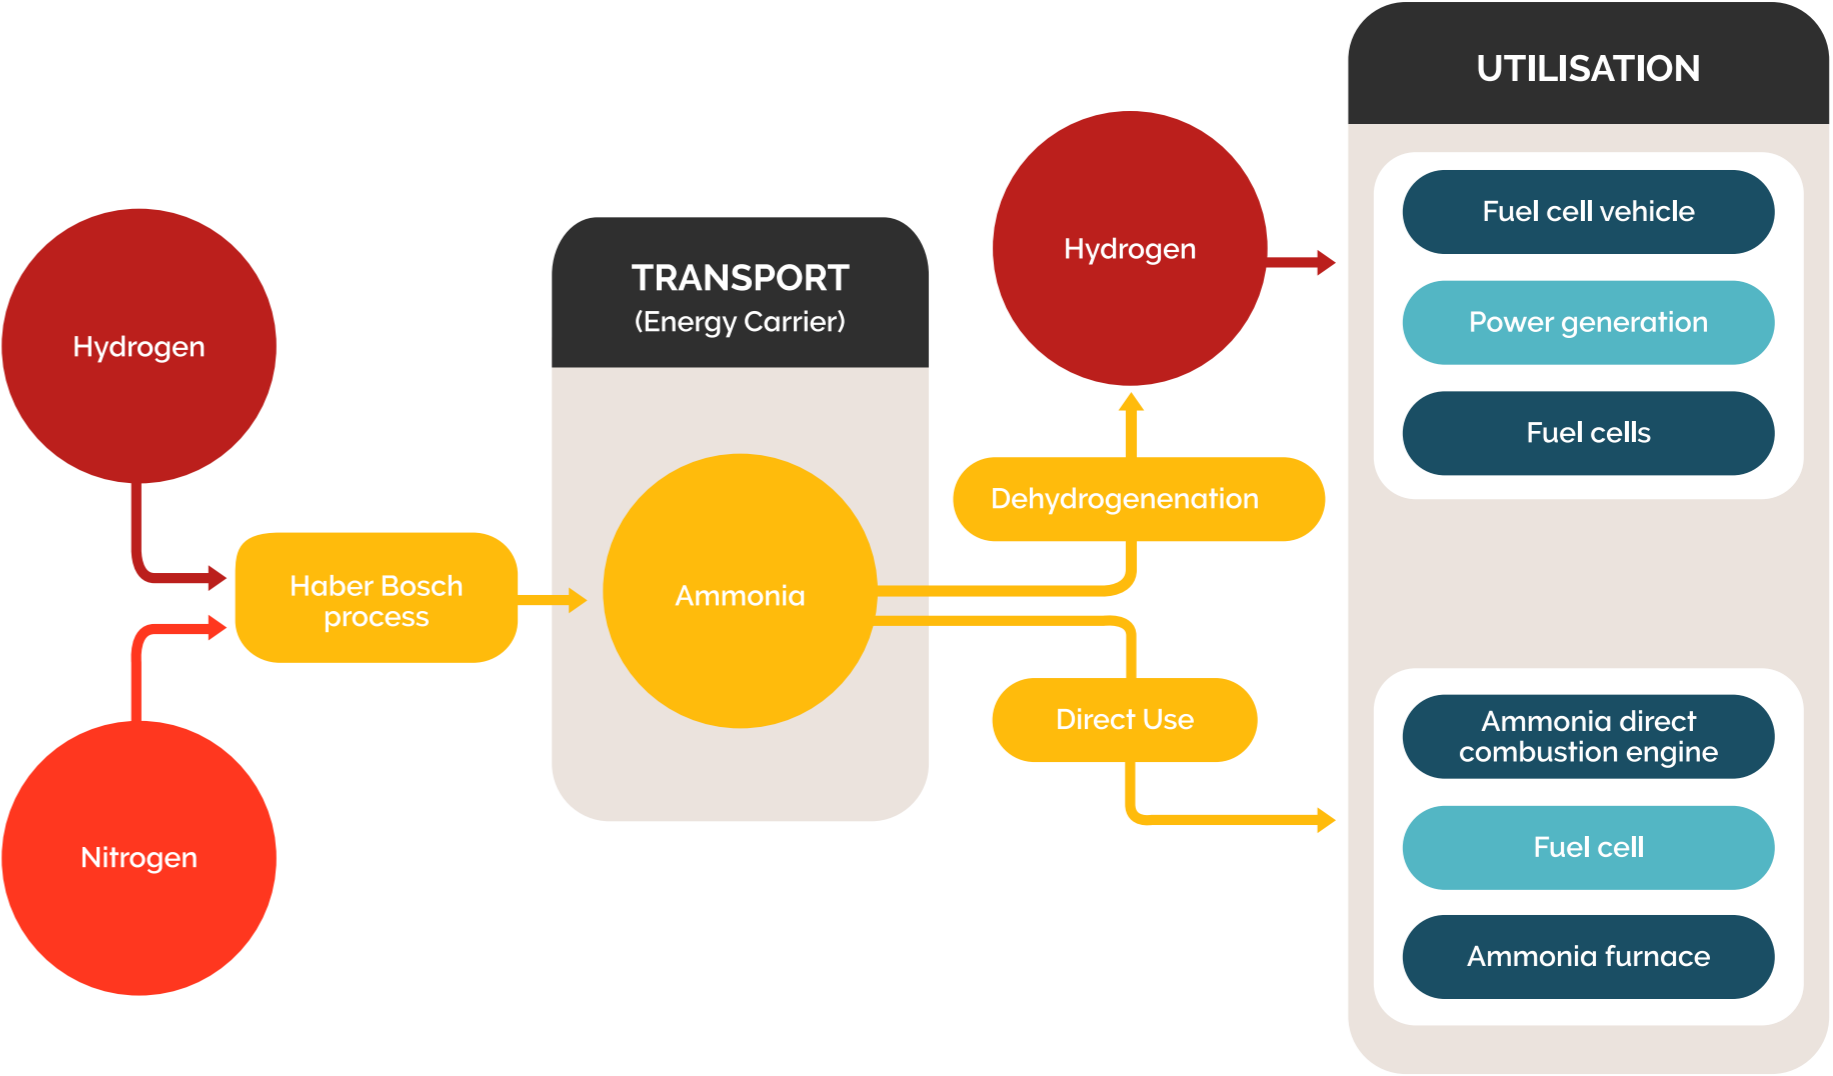 Hydrogen
Nitrogen
Haber Bosch
process
TRANSPORT
(Energy Carrier)
Ammonia
Hydrogen
Dehydrogenenation
Direct Use
UTILISATION
Fuel cell vehicle
Power generation
Fuel cells
Ammonia direct
combustion engine
Fuel cell
Ammonia furnace